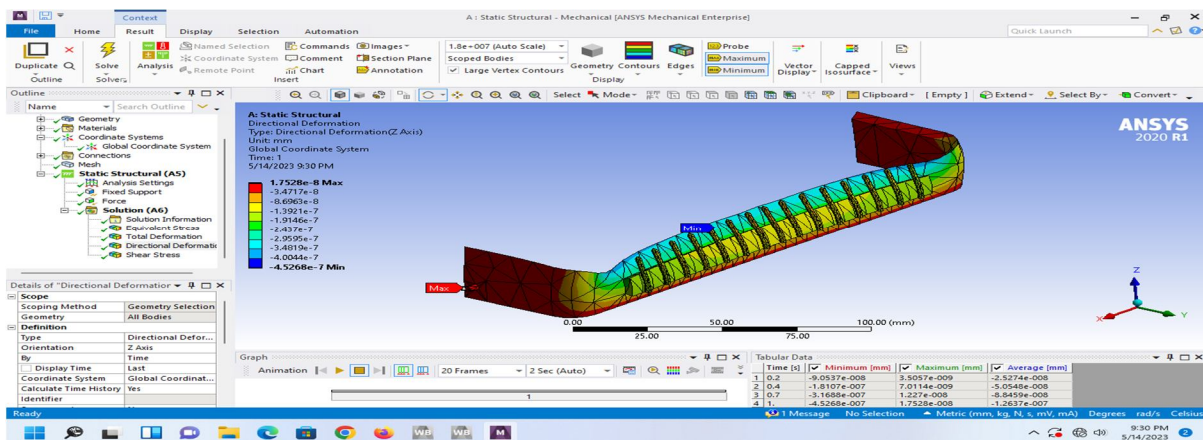 Context
A : Static Structural - Mechanical [ANSYS Mechanical Enterprise]
File Home Result Display Selection Automation
Quick Launch
Duplicate
Outline
Solve
Solvers
Analysis
Named Selection
Coordinate System
Remote Point
Commands
Comment
Chart
Images
Section Plane
Annotation
Insert
1.8e+007 (Auto Scale)
Scoped Bodies
Large Vertex Contours
Geometry Contours Edges
Display
Probe
Maximum
Minimum
Vector Display
Capped Isosurface
Views
Outline
Name Search Outline
Geometry
Materials
Coordinate Systems
Global Coordinate System
Connections
Mesh
Static Structural (A5)
Analysis Settings
Fixed Support
Force
Solution (A6)
Solution Information
Equivalent Stress
Total Deformation
Directional Deformatio
Shear Stress
Select Mode Clipboard [ Empty ] Extend Select By Convert
A: Static Structural
Directional Deformation
Type: Directional Deformation(Z Axis)
Unit: mm
Global Coordinate System
Time: 1
5/14/2023 9:30 PM
1.7528e-8 Max
-3.4717e-8
-8.6963e-8
-1.3921e-7
-1.9146e-7
-2.437e-7
-2.9595e-7
-3.4819e-7
-4.0044e-7
-4.5268e-7 Min
Min
Max
ANSYS
2020 R1
Z
X
Y
0.00 50.00 100.00 (mm)
25.00 75.00
Details of "Directional Deformatior"
Scope
Scoping Method Geometry Selection
Geometry All Bodies
Definition
Type Directional Defor...
Orientation Z Axis
By Time
Display Time Last
Coordinate System Global Coordinat...
Calculate Time History Yes
Identifier
Graph
Animation 20 Frames 2 Sec (Auto)
1
Tabular Data
Time [s] Minimum [mm] Maximum [mm] Average [mm]
1 0.2 -9.0537e-008 3.5057e-009 -2.5274e-008
2 0.4 -1.8107e-007 7.0114e-009 -5.0548e-008
3 0.7 -3.1688e-007 1.227e-008 -8.8459e-008
4 1. -4.5268e-007 1.7528e-008 -1.2637e-007
Ready
1 Message No Selection Metric (mm, kg, N, s, mV, mA) Degrees rad/s Celsius
WB WB M
9:30 PM
5/14/2023
2